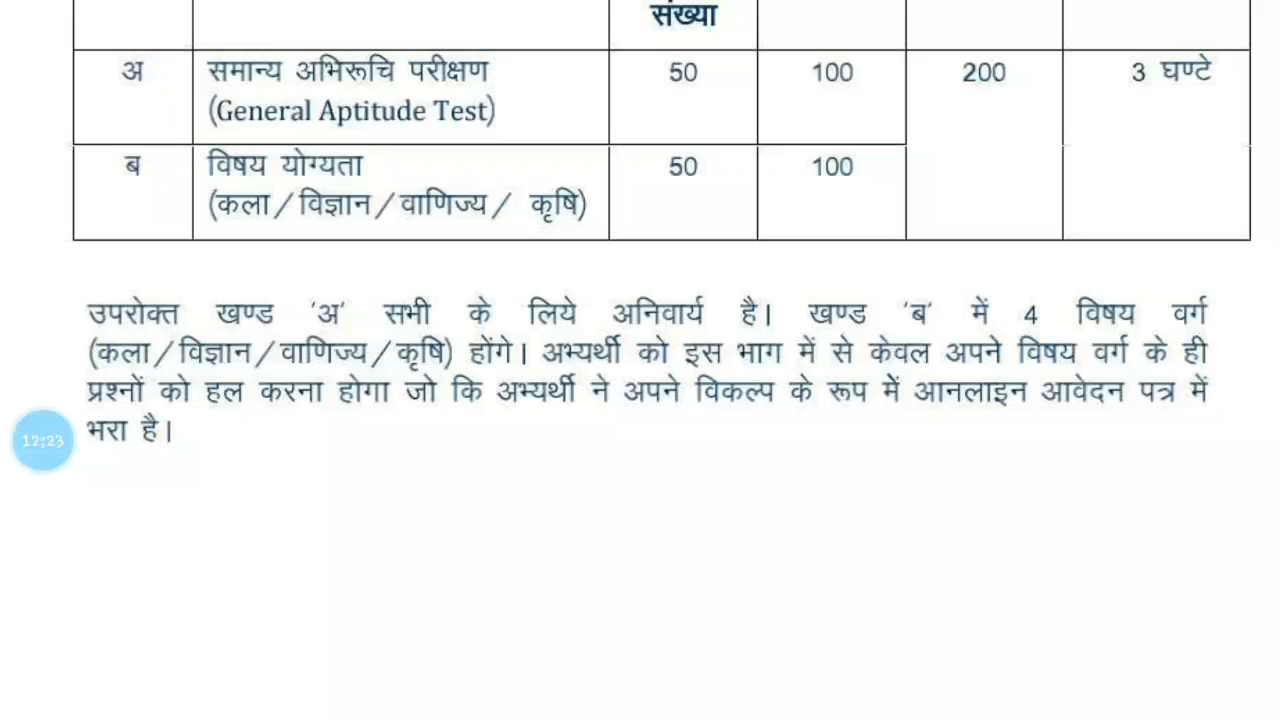 संख्या
अ समान्य अभिरूचि परीक्षण 50 100 200 3 घण्टे
(General Aptitude Test)
ब विषय योग्यता 50 100
(कला/विज्ञान/वाणिज्य/ कृषि)
उपरोक्त खण्ड 'अ' सभी के लिये अनिवार्य है। खण्ड 'ब' में 4 विषय वर्ग
(कला/विज्ञान/वाणिज्य/कृषि) होंगे। अभ्यर्थी को इस भाग में से केवल अपने विषय वर्ग के ही
प्रश्नों को हल करना होगा जो कि अभ्यर्थी ने अपने विकल्प के रूप में आनलाइन आवेदन पत्र में
भरा है।
12:23